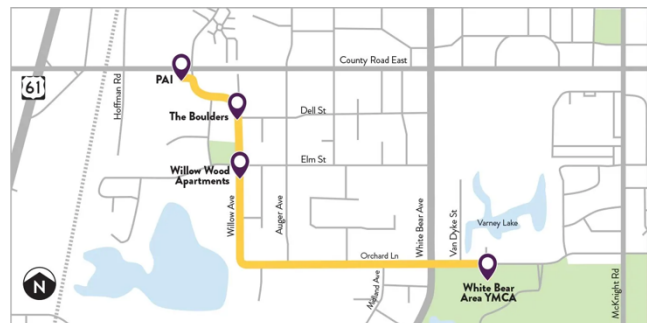 County Road East
61
Hoffman Rd
PAI
The Boulders
Dell St
Willow Wood
Apartments
Elm St
Willow Ave
Auger Ave
White Bear Ave
Van Dyke St
Varney Lake
Orchard Ln
Midland Ave
White Bear
Area YMCA
McKnight Rd
N